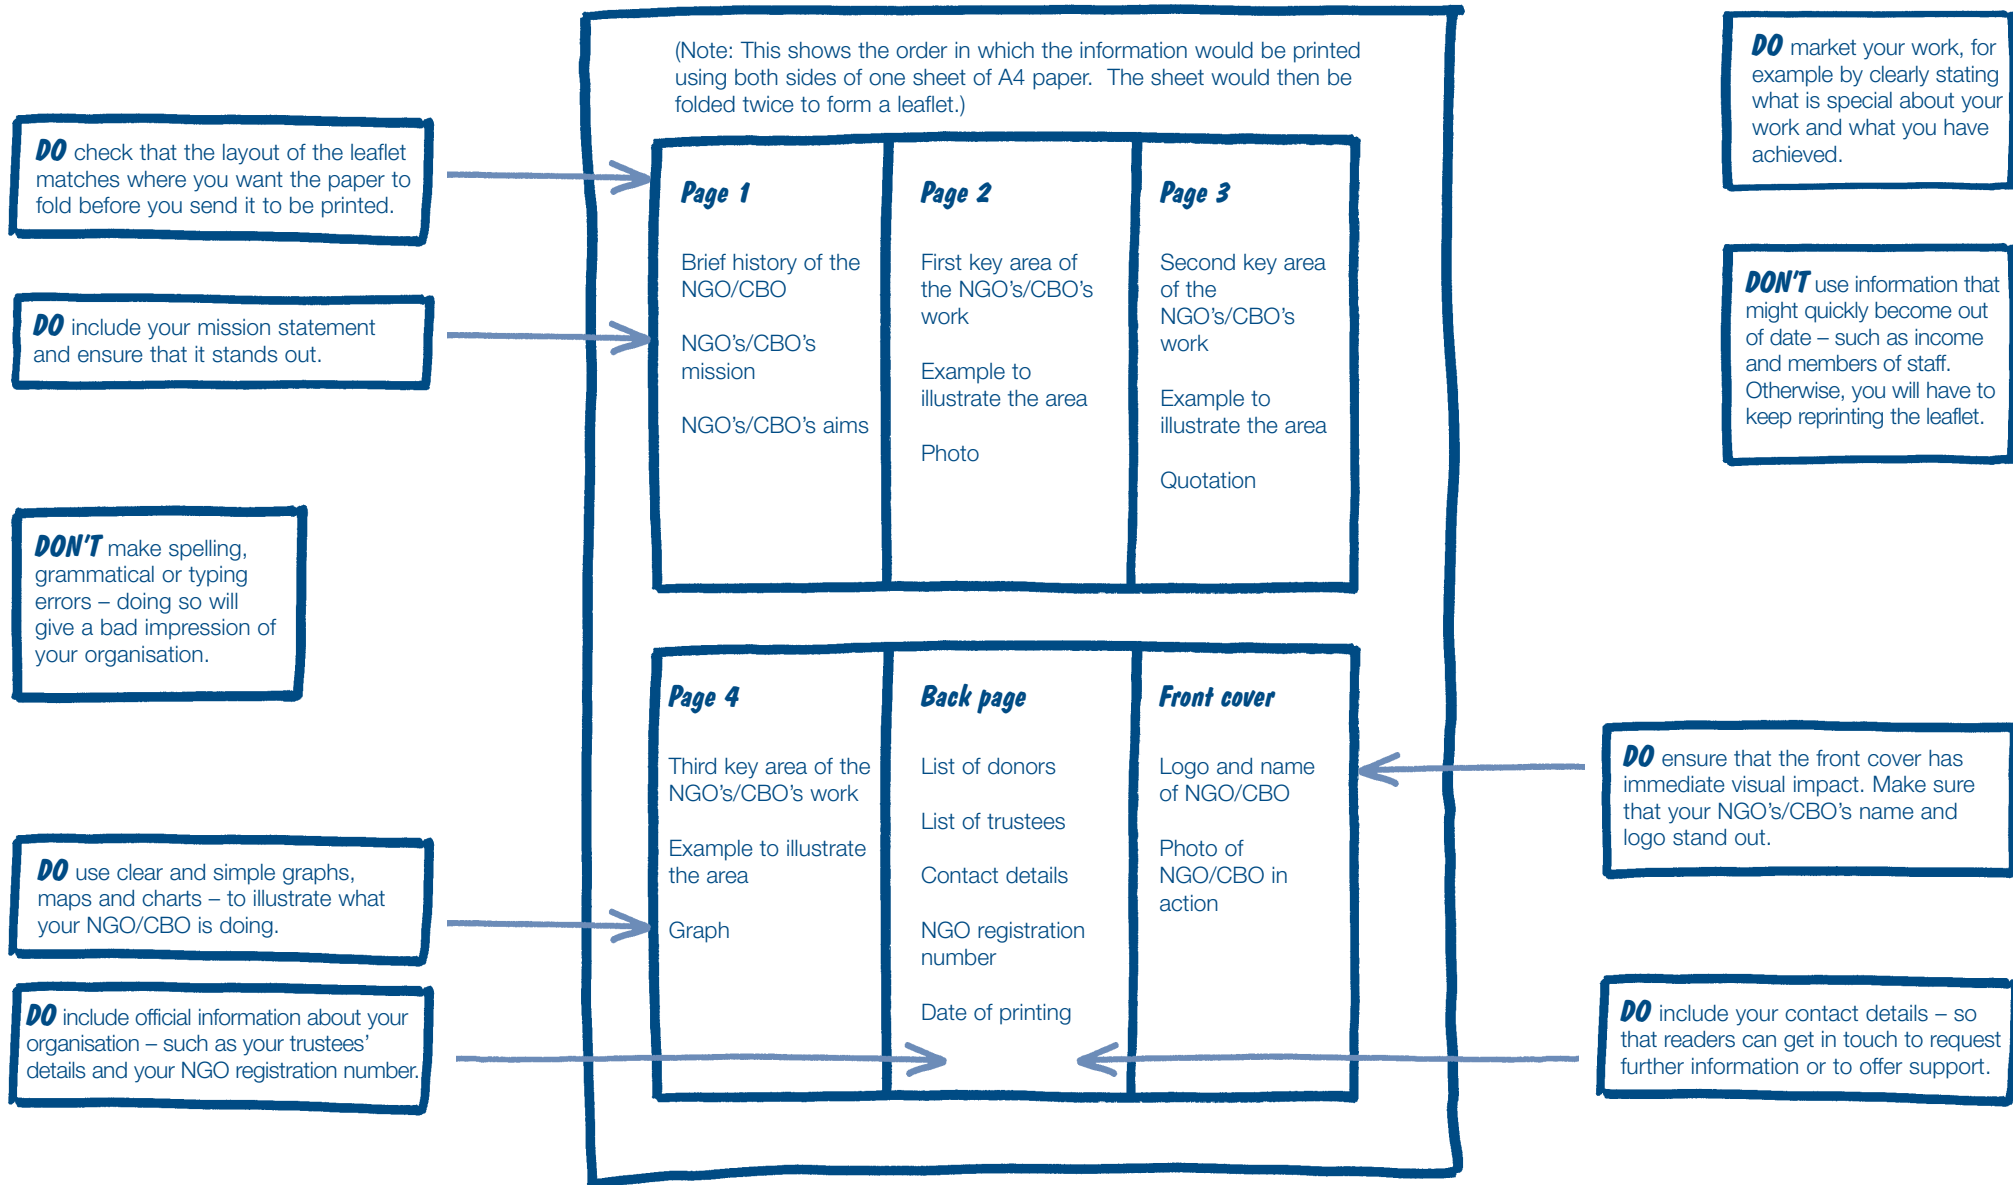 (Note: This shows the order in which the information would be printed
using both sides of one sheet of A4 paper.  The sheet would then be
folded twice to form a leaflet.)
DO check that the layout of the leaflet
matches where you want the paper to
fold before you send it to be printed.
DO include your mission statement
and ensure that it stands out.
DON'T make spelling,
grammatical or typing
errors – doing so will
give a bad impression of
your organisation.
DO use clear and simple graphs,
maps and charts – to illustrate what
your NGO/CBO is doing.
DO include official information about your
organisation – such as your trustees’
details and your NGO registration number.
Page 1
Brief history of the
NGO/CBO
NGO’s/CBO’s
mission
NGO’s/CBO’s aims
Page 2
First key area of
the NGO’s/CBO’s
work
Example to
illustrate the area
Photo
Page 3
Second key area
of the
NGO’s/CBO’s
work
Example to
illustrate the area
Quotation
Page 4
Third key area of the
NGO’s/CBO’s work
Example to illustrate
the area
Graph
Back page
List of donors
List of trustees
Contact details
NGO registration
number
Date of printing
Front cover
Logo and name
of NGO/CBO
Photo of
NGO/CBO in
action
DO market your work, for
example by clearly stating
what is special about your
work and what you have
achieved.
DON'T use information that
might quickly become out
of date – such as income
and members of staff.
Otherwise, you will have to
keep reprinting the leaflet.
DO ensure that the front cover has
immediate visual impact. Make sure
that your NGO’s/CBO’s name and
logo stand out.
DO include your contact details – so
that readers can get in touch to request
further information or to offer support.